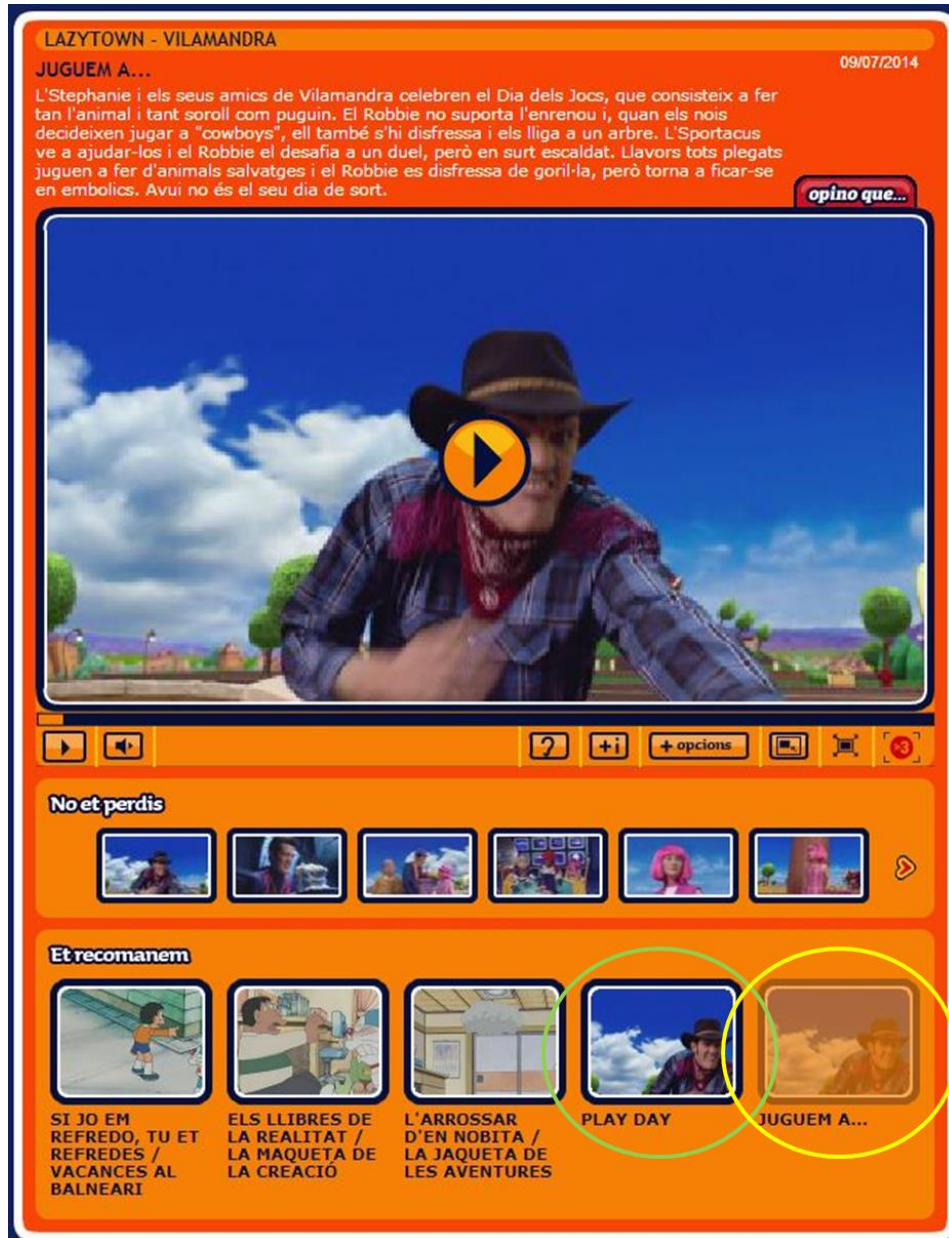 LAZYTOWN - VILAMANDRA
JUGUEM A...
09/07/2014
L'Stephanie i els seus amics de Vilamandra celebren el Dia dels Jocs, que consisteix a fer
tan l'animal i tant soroll com puguin. El Robbie no suporta l'enrenou i, quan els nois
decideixen jugar a "cowboys", ell també s'hi disfressa i els lliga a un arbre. L'Sportacus
ve a ajudar-los i el Robbie el desafia a un duel, però en surt escaldat. Llavors tots plegats
juguen a fer d'animals salvatges i el Robbie es disfressa de goril·la, però torna a ficar-se
en embolics. Avui no és el seu dia de sort.
opino que...
?
+i
+ opcions
3
No et perdis
Et recomanem
SI JO EM
REFREDO, TU ET
REFREDES /
VACANCES AL
BALNEARI
ELS LLIBRES DE
LA REALITAT /
LA MAQUETA DE
LA CREACIÓ
L'ARROSSAR
D'EN NOBITA /
LA JAQUETA DE
LES AVENTURES
PLAY DAY
JUGUEM A...